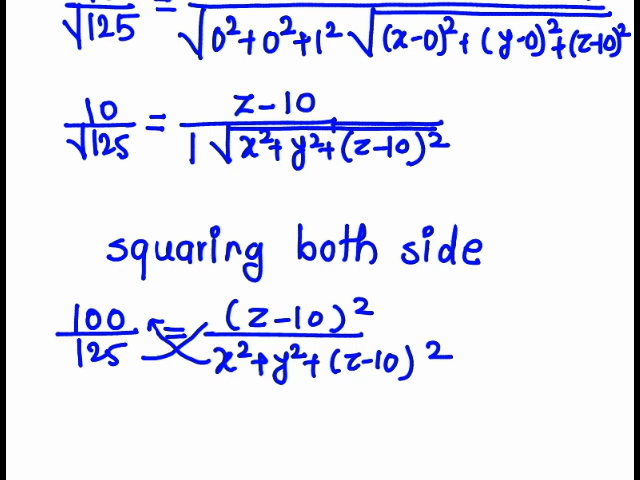 √125 = √0²+0²+1² √(x-0)²+(y-0)²+(z-10)²
10/√125 = z-10/1√x²+y²+(z-10)²
squaring both side
100/125 = (z-10)²/x²+y²+(z-10)²